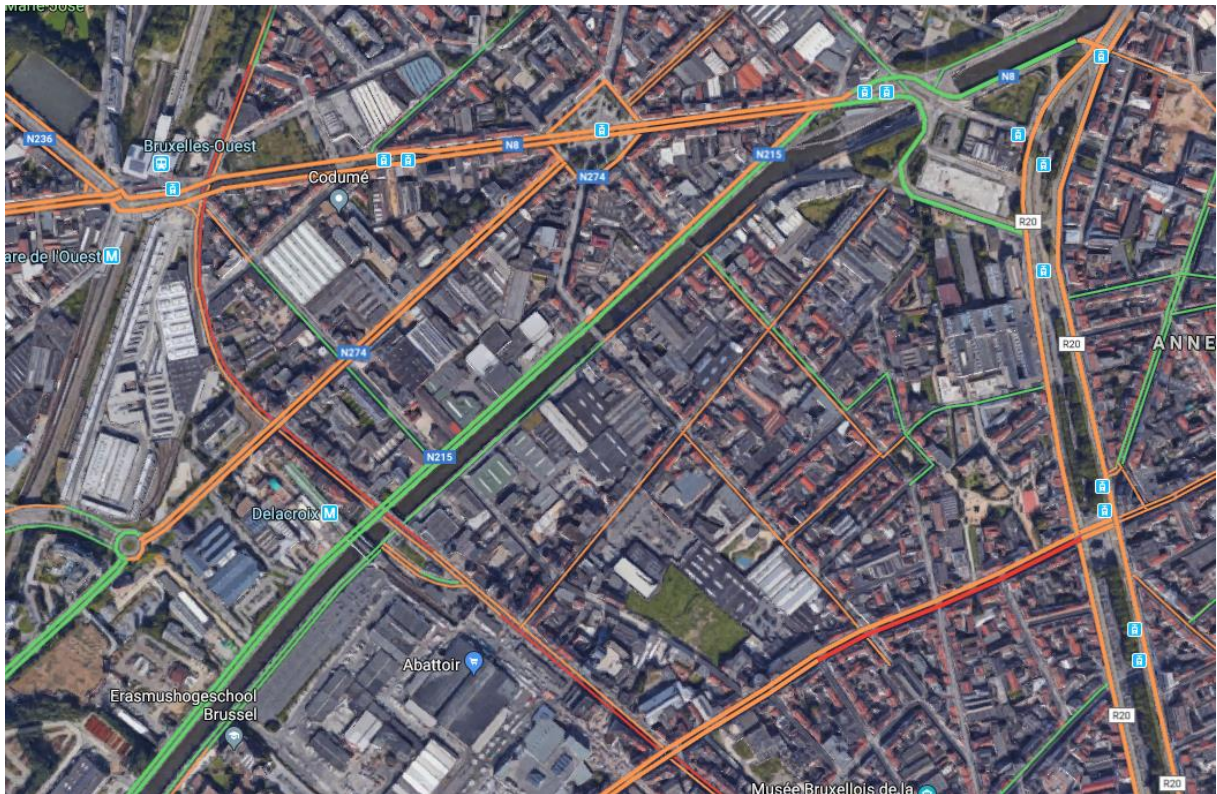 Marie-José
N8
N236
Bruxelles-Ouest
N8
N215
Codumé
N274
R20
are de l'Ouest
M
N274
R20
ANNE
N215
Delacroix
M
Abattoir
Erasmushogeschool
Brussel
R20
R20
Musée Bruxellois de la